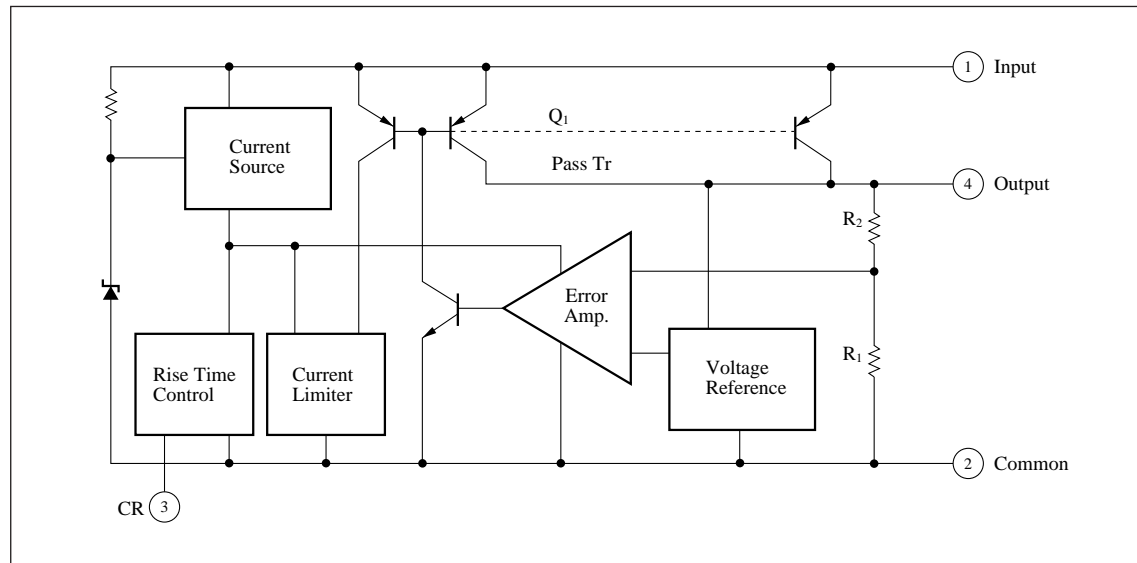 1 Input
Q1
Current
Source
Pass Tr
4 Output
R2
Error
Amp.
R1
Rise Time
Control
Current
Limiter
Voltage
Reference
2 Common
CR 3